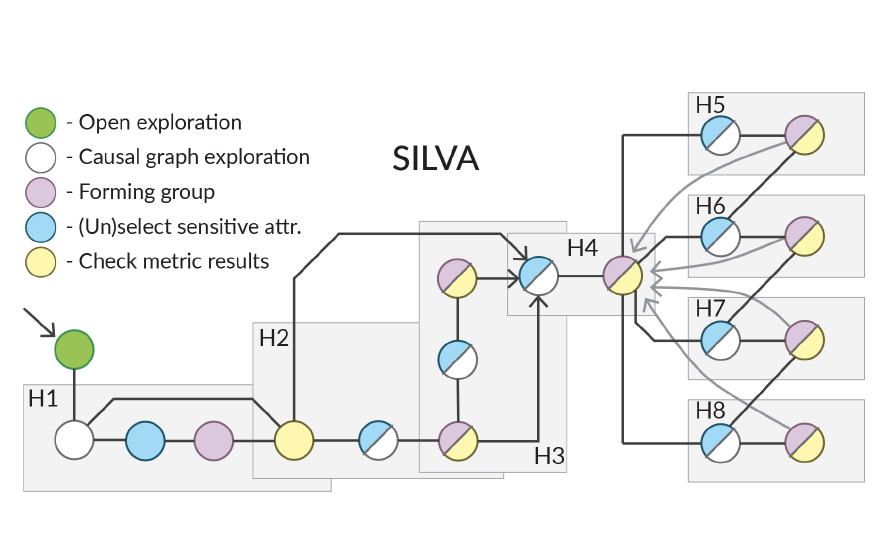 SILVA
- Open exploration
- Causal graph exploration
- Forming group
- (Un)select sensitive attr.
- Check metric results
H1
H2
H3
H4
H5
H6
H7
H8